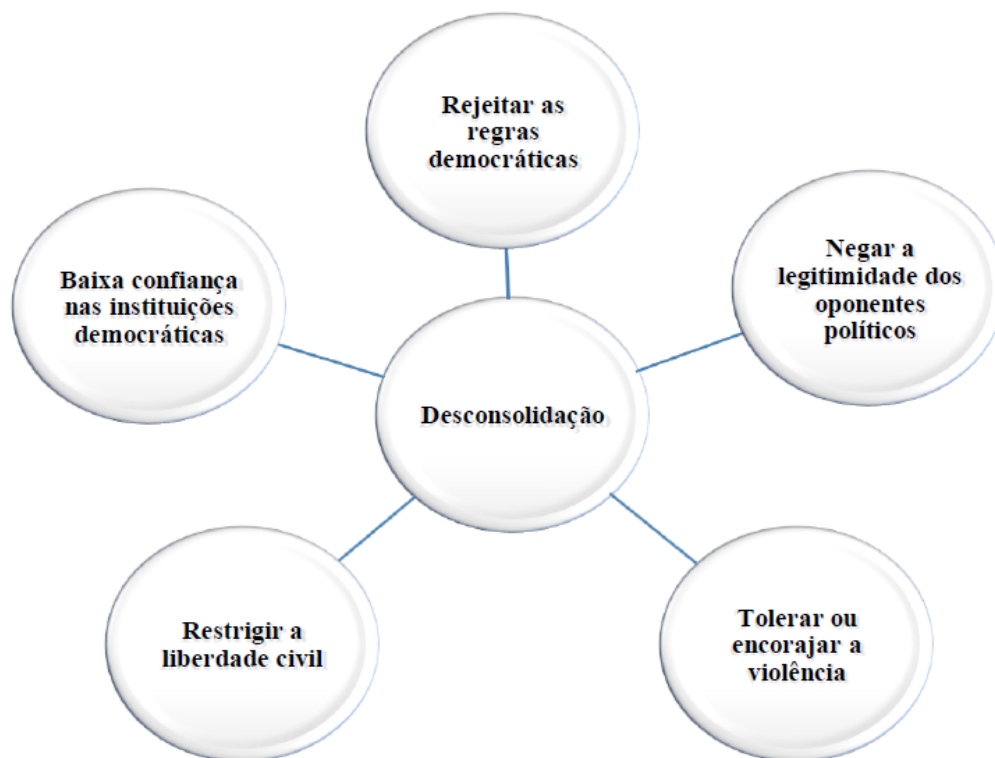 Rejeitar as
regras
democráticas
Baixa confiança
nas instituições
democráticas
Negar a
legitimidade dos
oponentes
políticos
Desconsolidação
Restrigir a
liberdade civil
Tolerar ou
encorajar a
violência